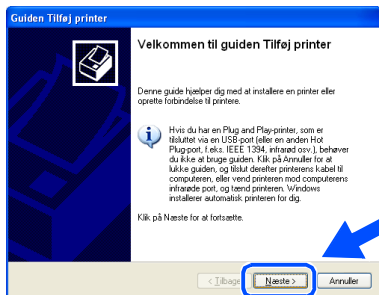 Guiden Tilføj printer
Velkommen til guiden Tilføj printer
Denne guide hjælper dig med at installere en printer eller
oprette forbindelse til printere.
Hvis du har en Plug and Play-printer, som er
tilsluttet via en USB-port (eller en anden Hot
Plug-port, f.eks. IEEE 1394, infrarød osv.), behøver
du ikke at bruge guiden. Klik på Annuller for at
lukke guiden, og tilslut derefter printerens kabel til
computeren, eller vend printeren mod computerens
infrarøde port, og tænd printeren. Windows
installerer automatisk printeren for dig.
Klik på Næste for at fortsætte.
< Tilbage Næste > Annuller